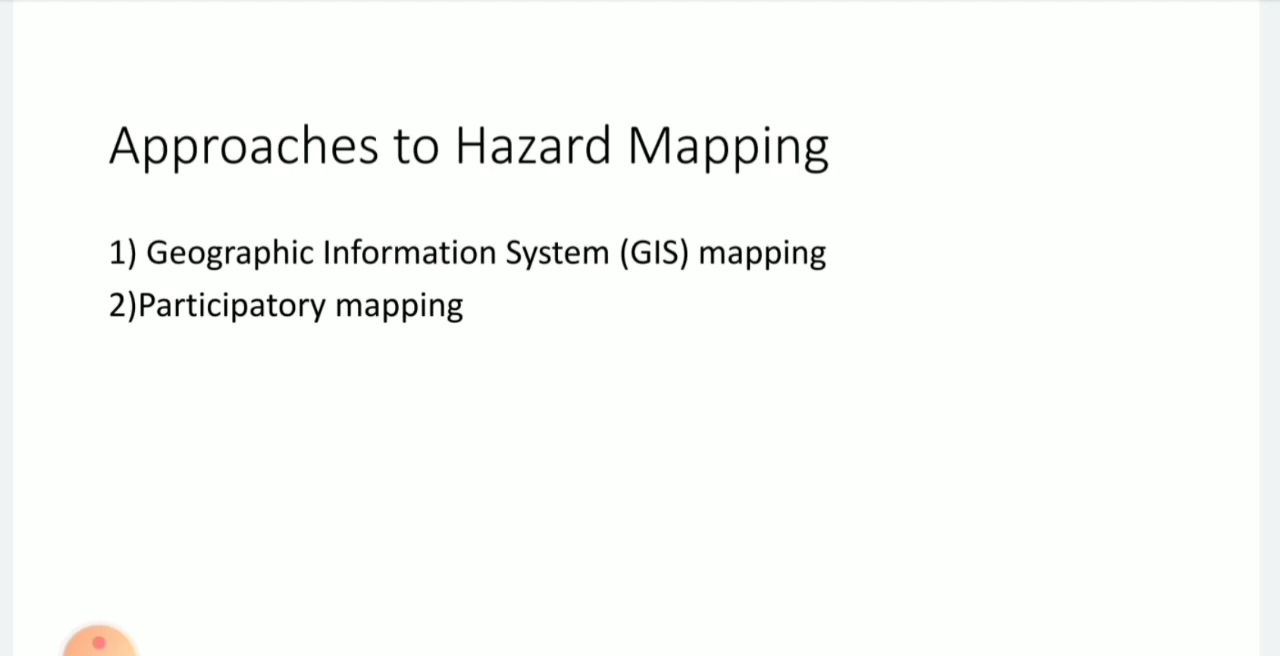 Approaches to Hazard Mapping
1) Geographic Information System (GIS) mapping
2)Participatory mapping